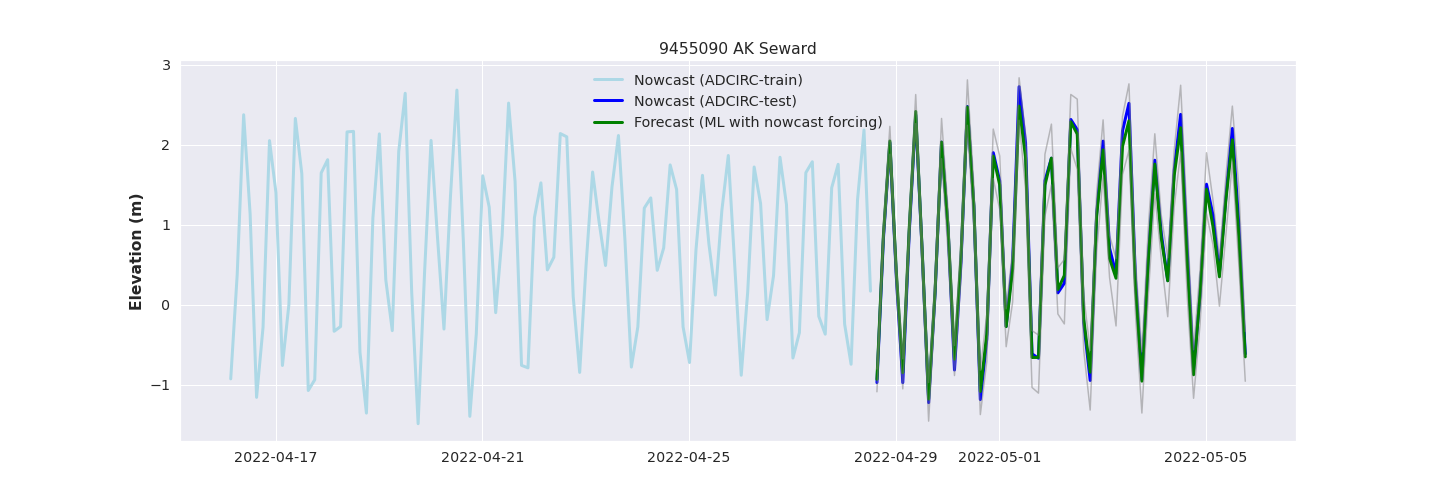 9455090 AK Seward
Nowcast (ADCIRC-train)
Nowcast (ADCIRC-test)
Forecast (ML with nowcast forcing)
Elevation (m)
3
2
1
0
−1
2022-04-17
2022-04-21
2022-04-25
2022-04-29
2022-05-01
2022-05-05